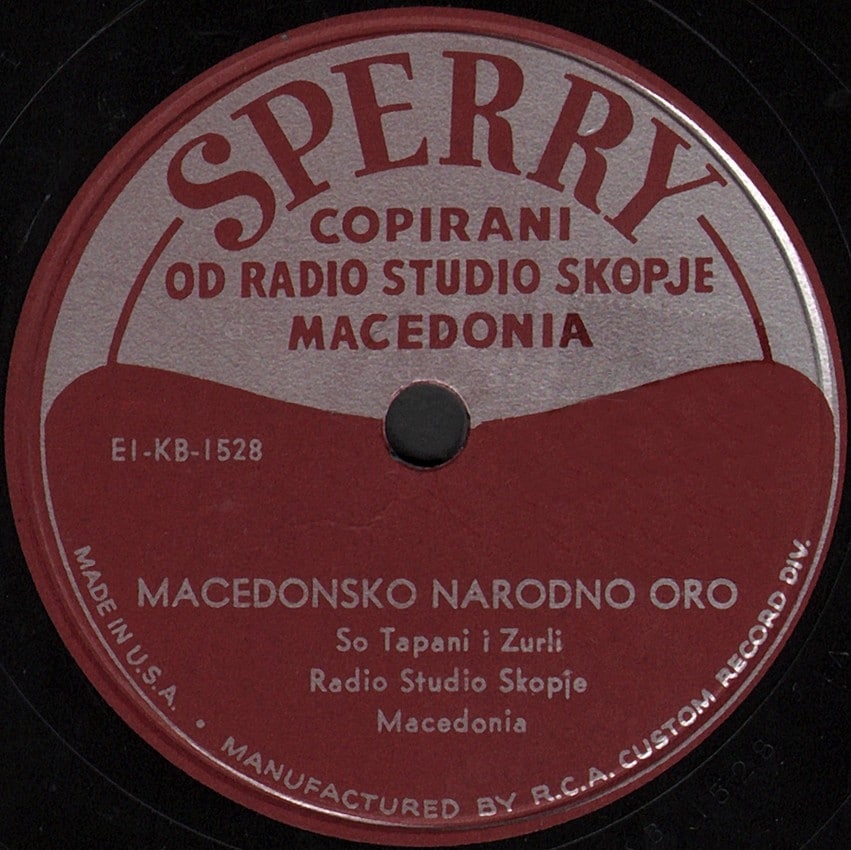 SPERRY
COPIRANI
OD RADIO STUDIO SKOPJE
MACEDONIA
E1-KB-1528
MACEDONSKO NARODNO ORO
So Tapani i Zurli
Radio Studio Skopje
Macedonia
MADE IN U.S.A. • MANUFACTURED BY R.C.A. CUSTOM RECORD DIV.